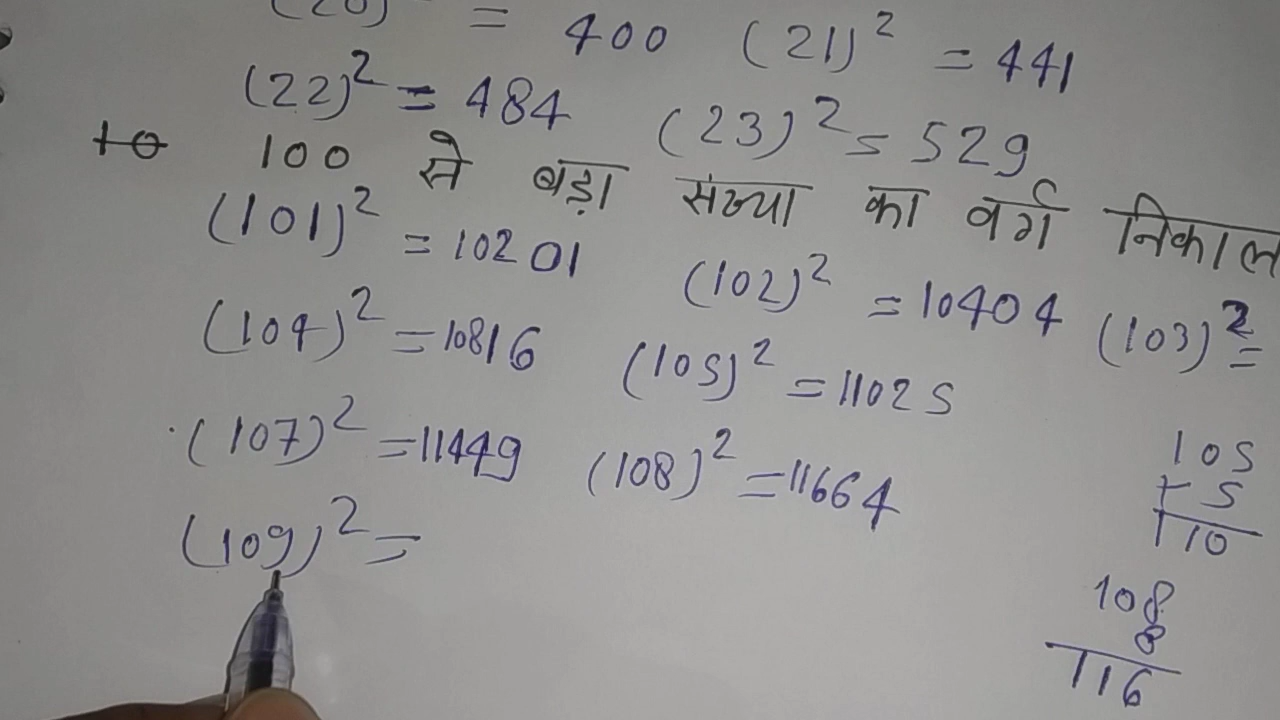 (20) = 400 (21)² = 441
(22)² = 484 (23)² = 529
to 100 से बड़ा संख्या का वर्ग निकाल
(101)² = 10201 (102)² = 10404 (103)² =
(104)² = 10816 (105)² = 11025
(107)² = 11449 (108)² = 11664
(109)² =
105
+ 5
110
108
8
116